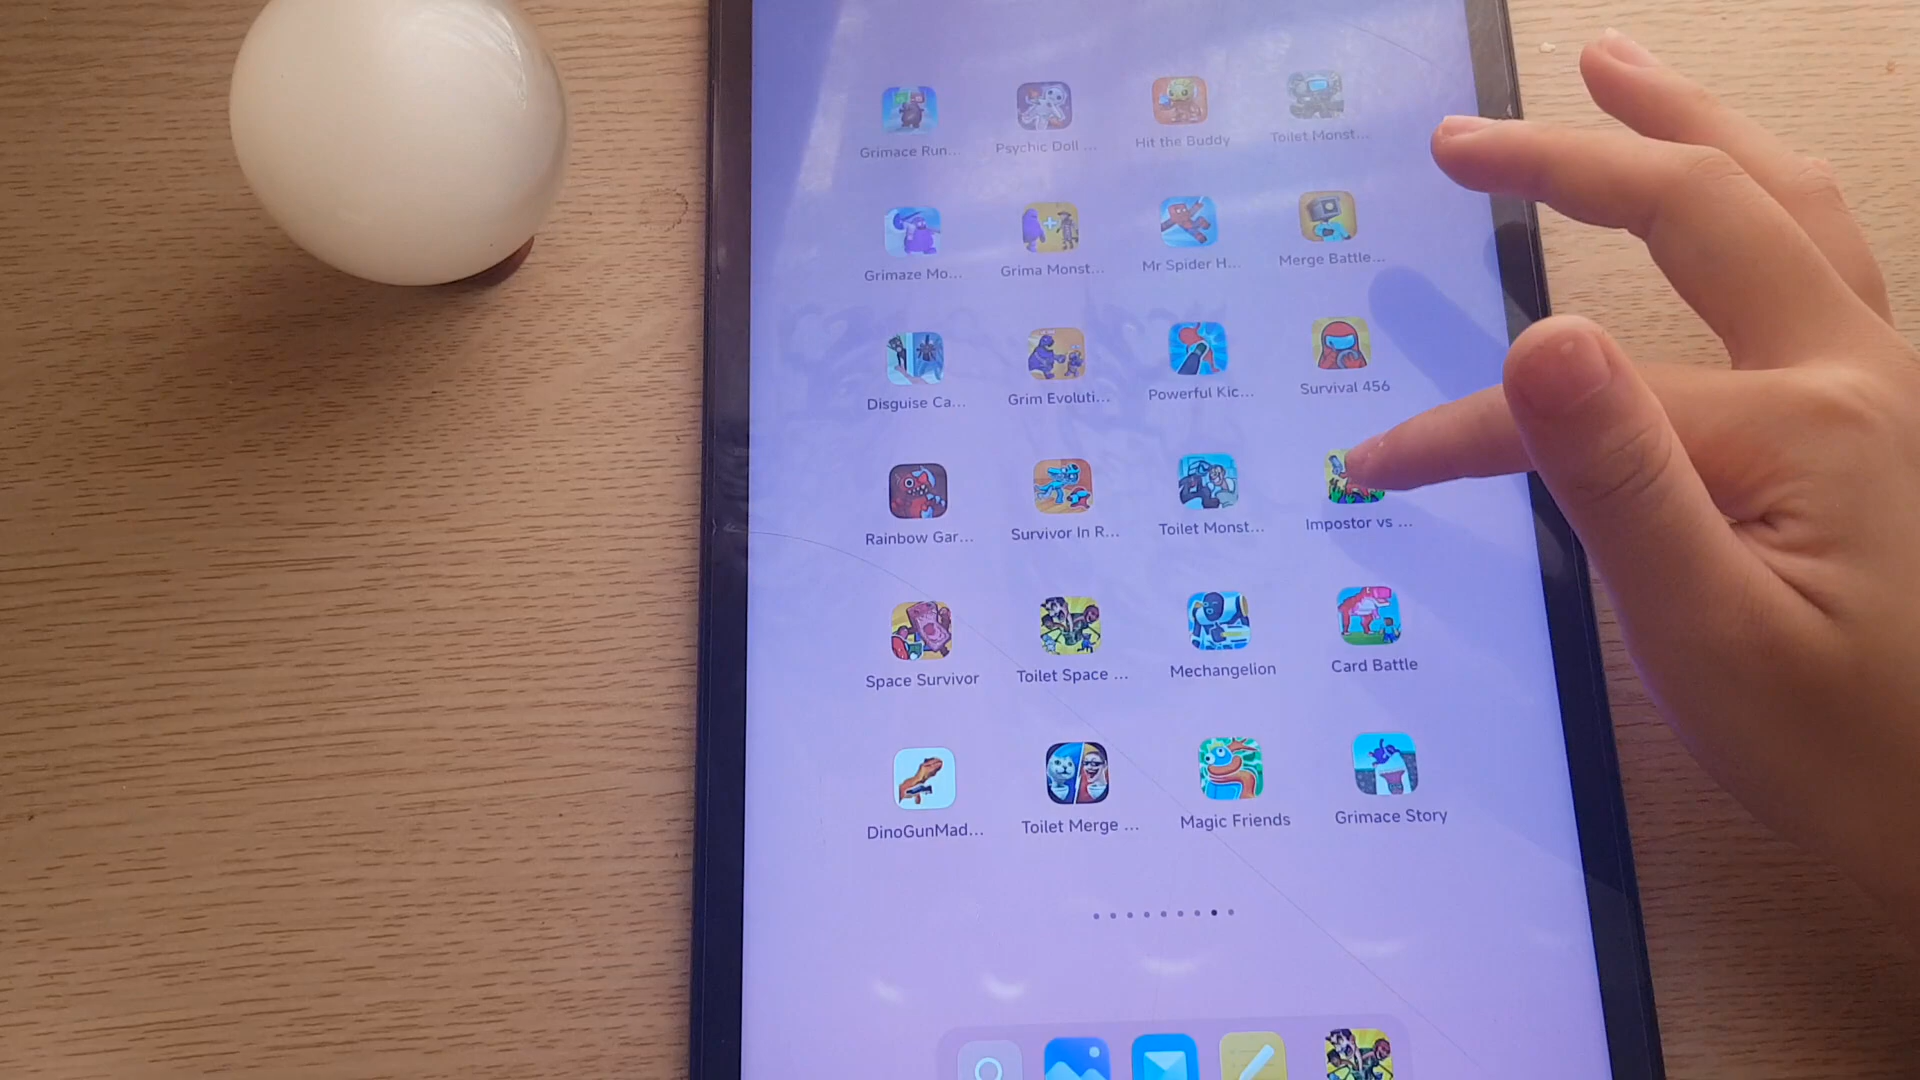 Grimace Run... Psychic Doll ... Hit the Buddy Toilet Monst...
Grimaze Mo... Grima Monst... Mr Spider H... Merge Battle...
Disguise Ca... Grim Evoluti... Powerful Kic... Survival 456
Rainbow Gar... Survivor In R... Toilet Monst... Impostor vs ...
Space Survivor Toilet Space ... Mechangelion Card Battle
DinoGunMad... Toilet Merge ... Magic Friends Grimace Story